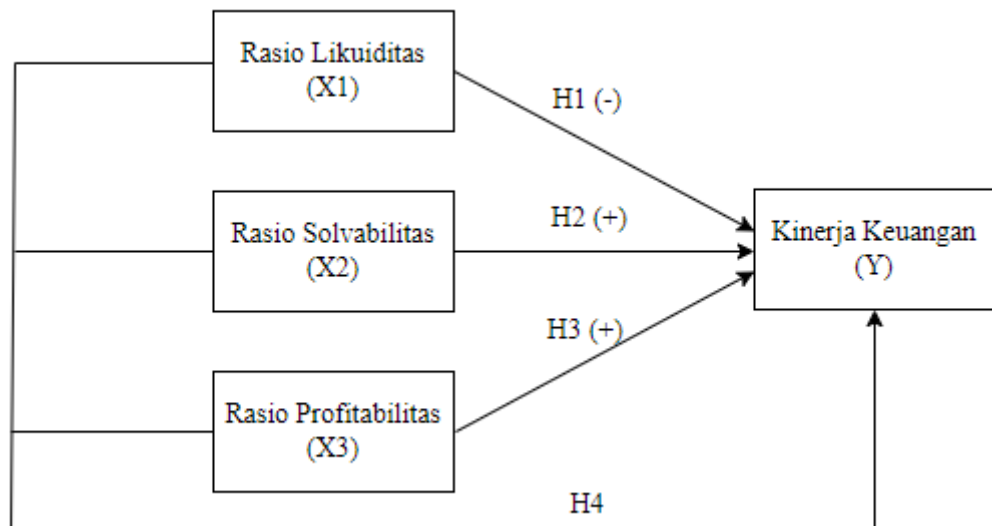 Rasio Likuiditas
(X1)
H1 (-)
Rasio Solvabilitas
(X2)
H2 (+)
Kinerja Keuangan
(Y)
H3 (+)
Rasio Profitabilitas
(X3)
H4